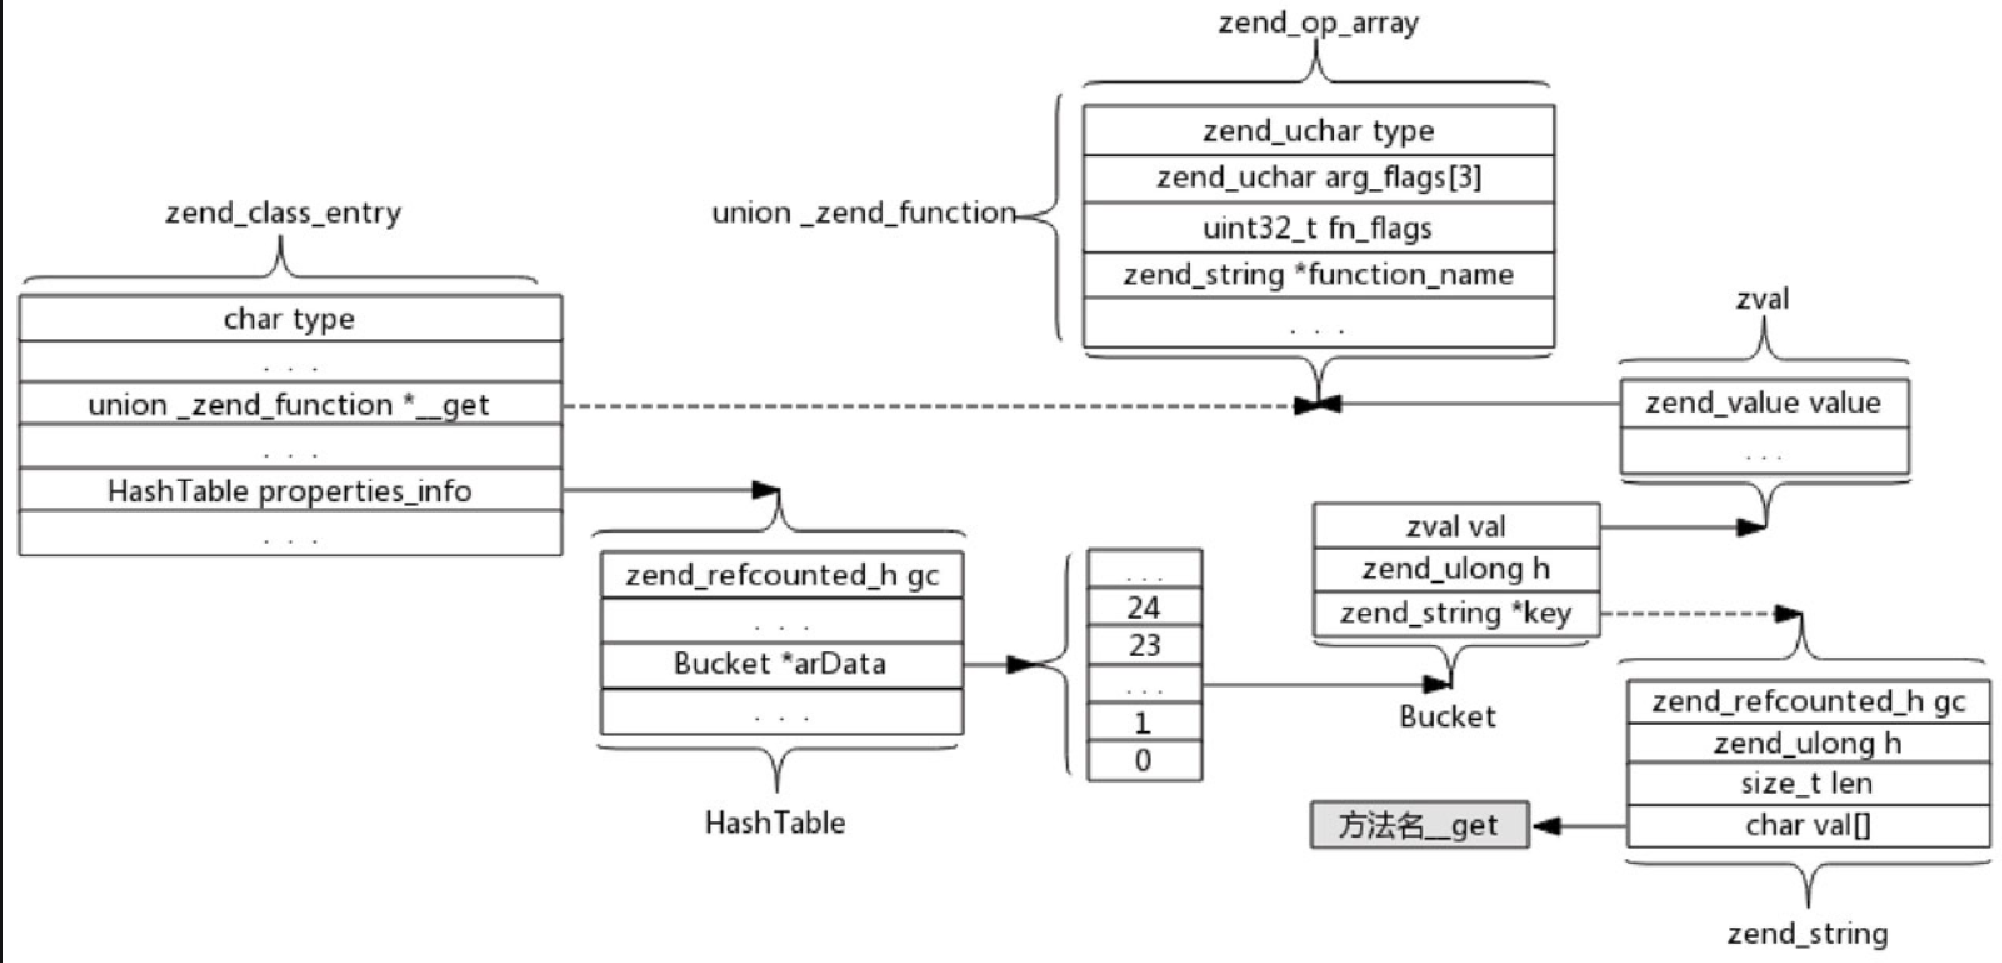 zend_op_array
zend_uchar type
zend_uchar arg_flags[3]
union _zend_function
uint32_t fn_flags
zend_string *function_name
. . .
zend_class_entry
char type
. . .
union _zend_function *__get
. . .
HashTable properties_info
. . .
zval
zend_value value
. . .
zend_refcounted_h gc
. . .
Bucket *arData
. . .
HashTable
. . .
24
23
. . .
1
0
zval val
zend_ulong h
zend_string *key
Bucket
zend_refcounted_h gc
zend_ulong h
size_t len
char val[]
方法名__get
zend_string